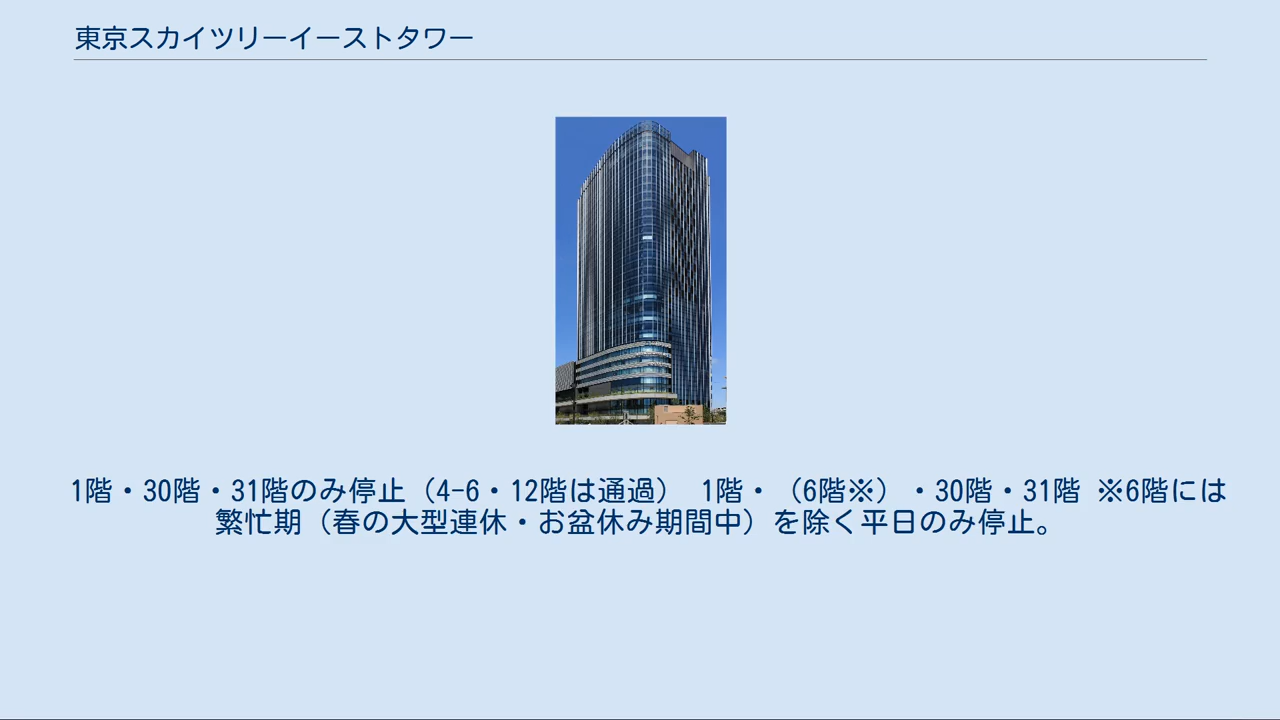 東京スカイツリーイーストタワー
1階・30階・31階のみ停止（4-6・12階は通過） 1階・（6階※）・30階・31階 ※6階には
繁忙期（春の大型連休・お盆休み期間中）を除く平日のみ停止。